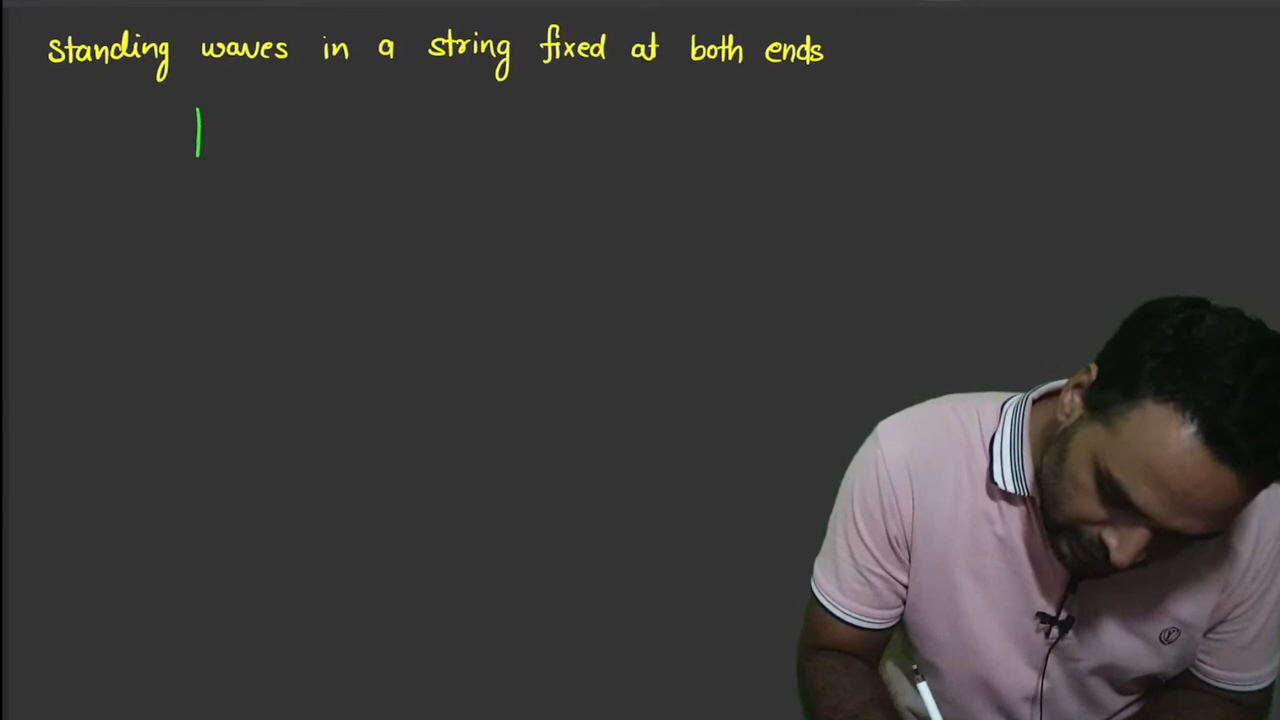 standing waves in a string fixed at both ends